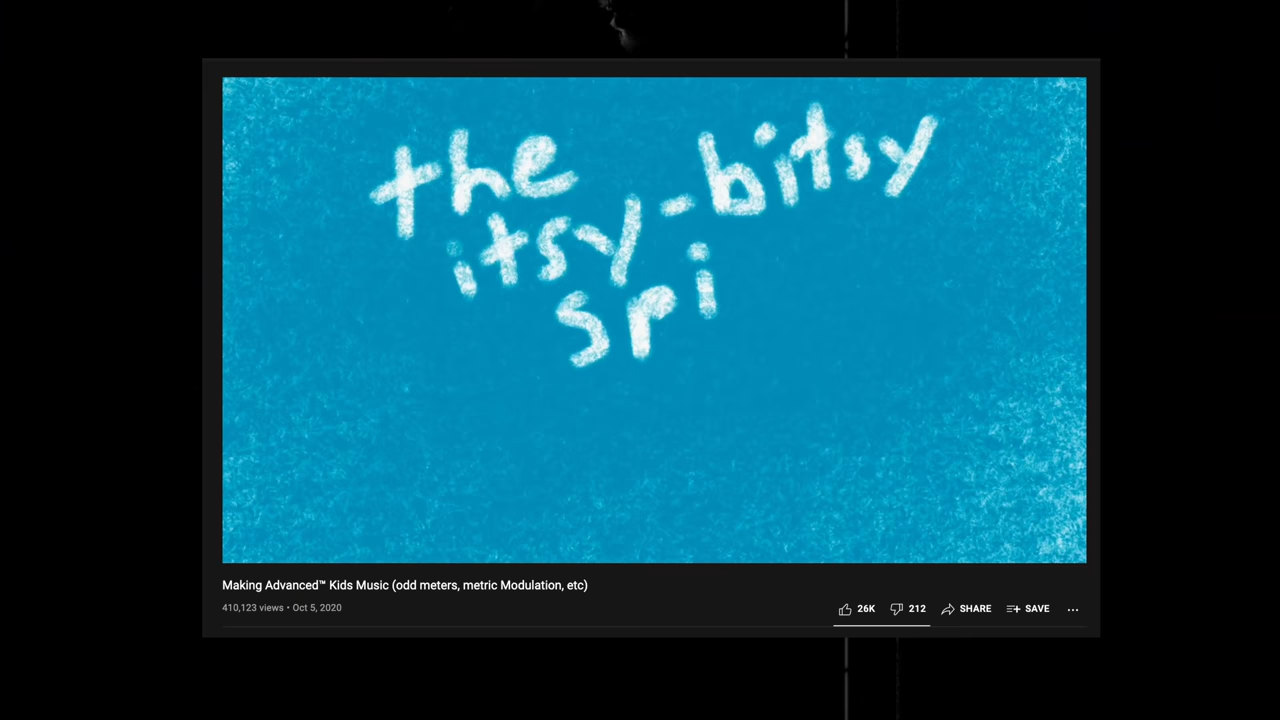 the
itsy-bitsy
spi
Making Advanced™ Kids Music (odd meters, metric Modulation, etc)
410,123 views • Oct 5, 2020
26K 212 SHARE SAVE ...